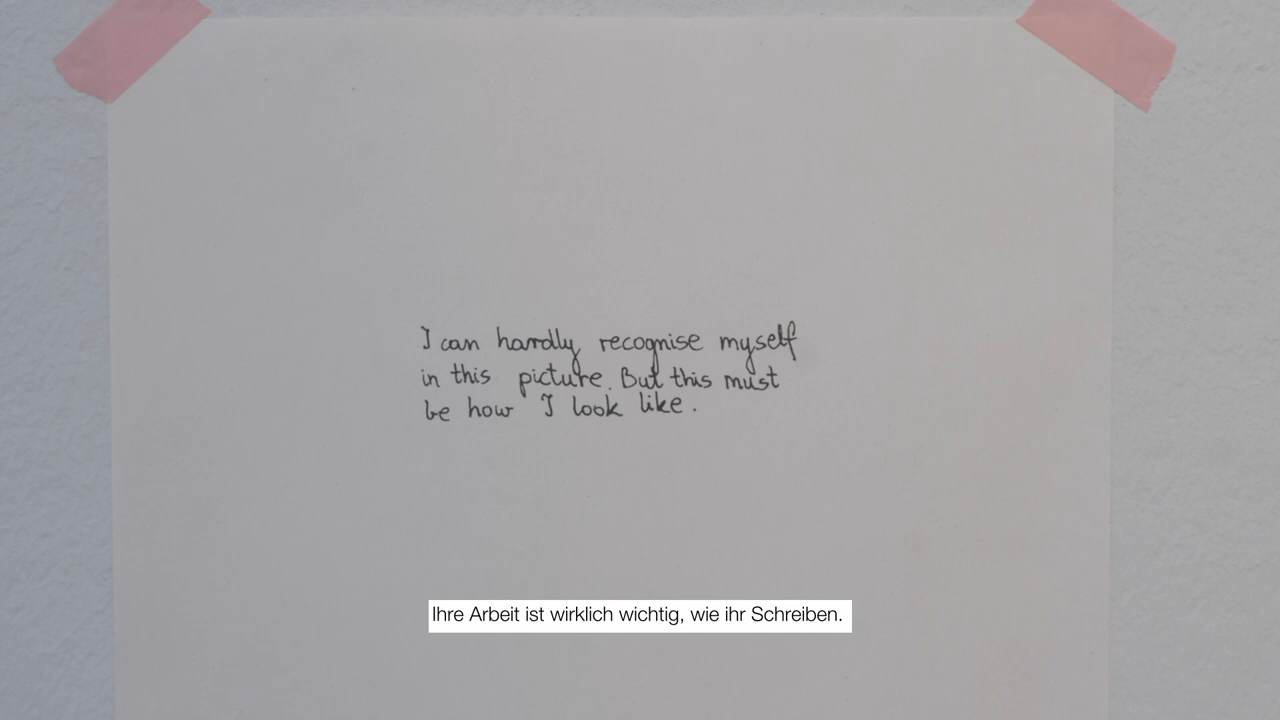 I can hardly recognise myself
in this picture. But this must
be how I look like.
Ihre Arbeit ist wirklich wichtig, wie ihr Schreiben.